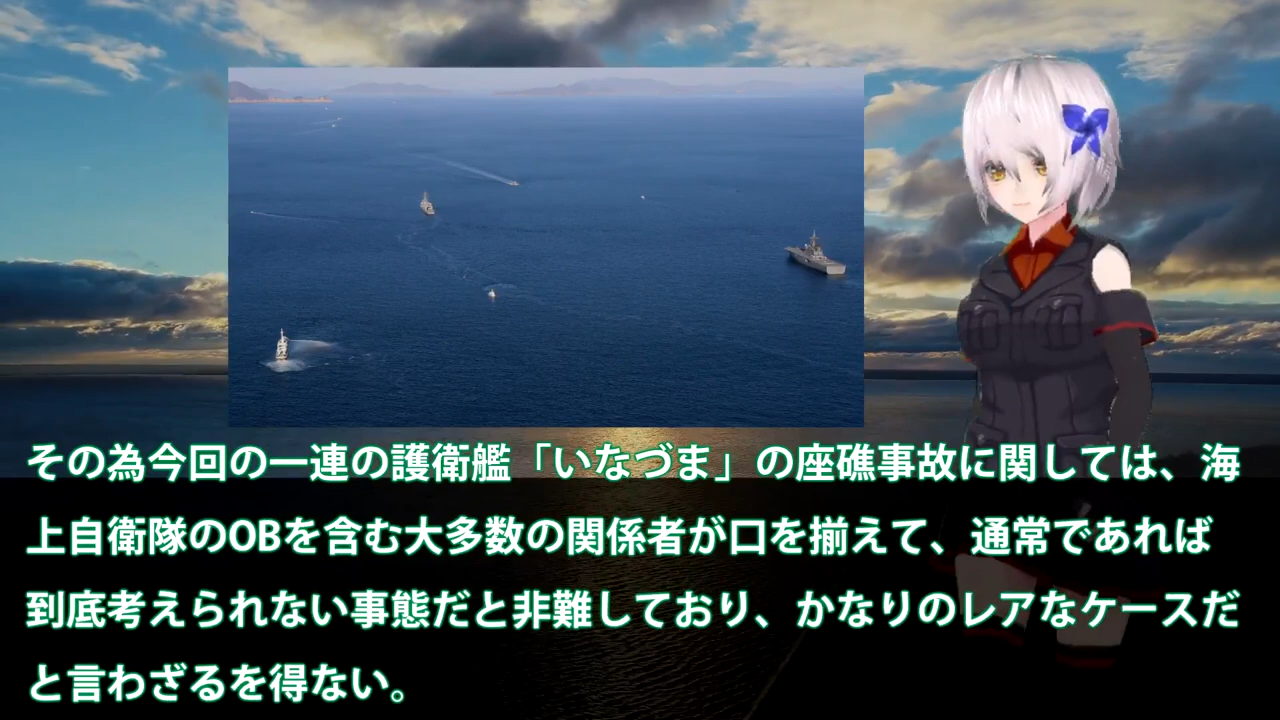 その為今回の一連の護衛艦「いなづま」の座礁事故に関しては、海
上自衛隊のOBを含む大多数の関係者が口を揃えて、通常であれば
到底考えられない事態だと非難しており、かなりのレアなケースだ
と言わざるを得ない。